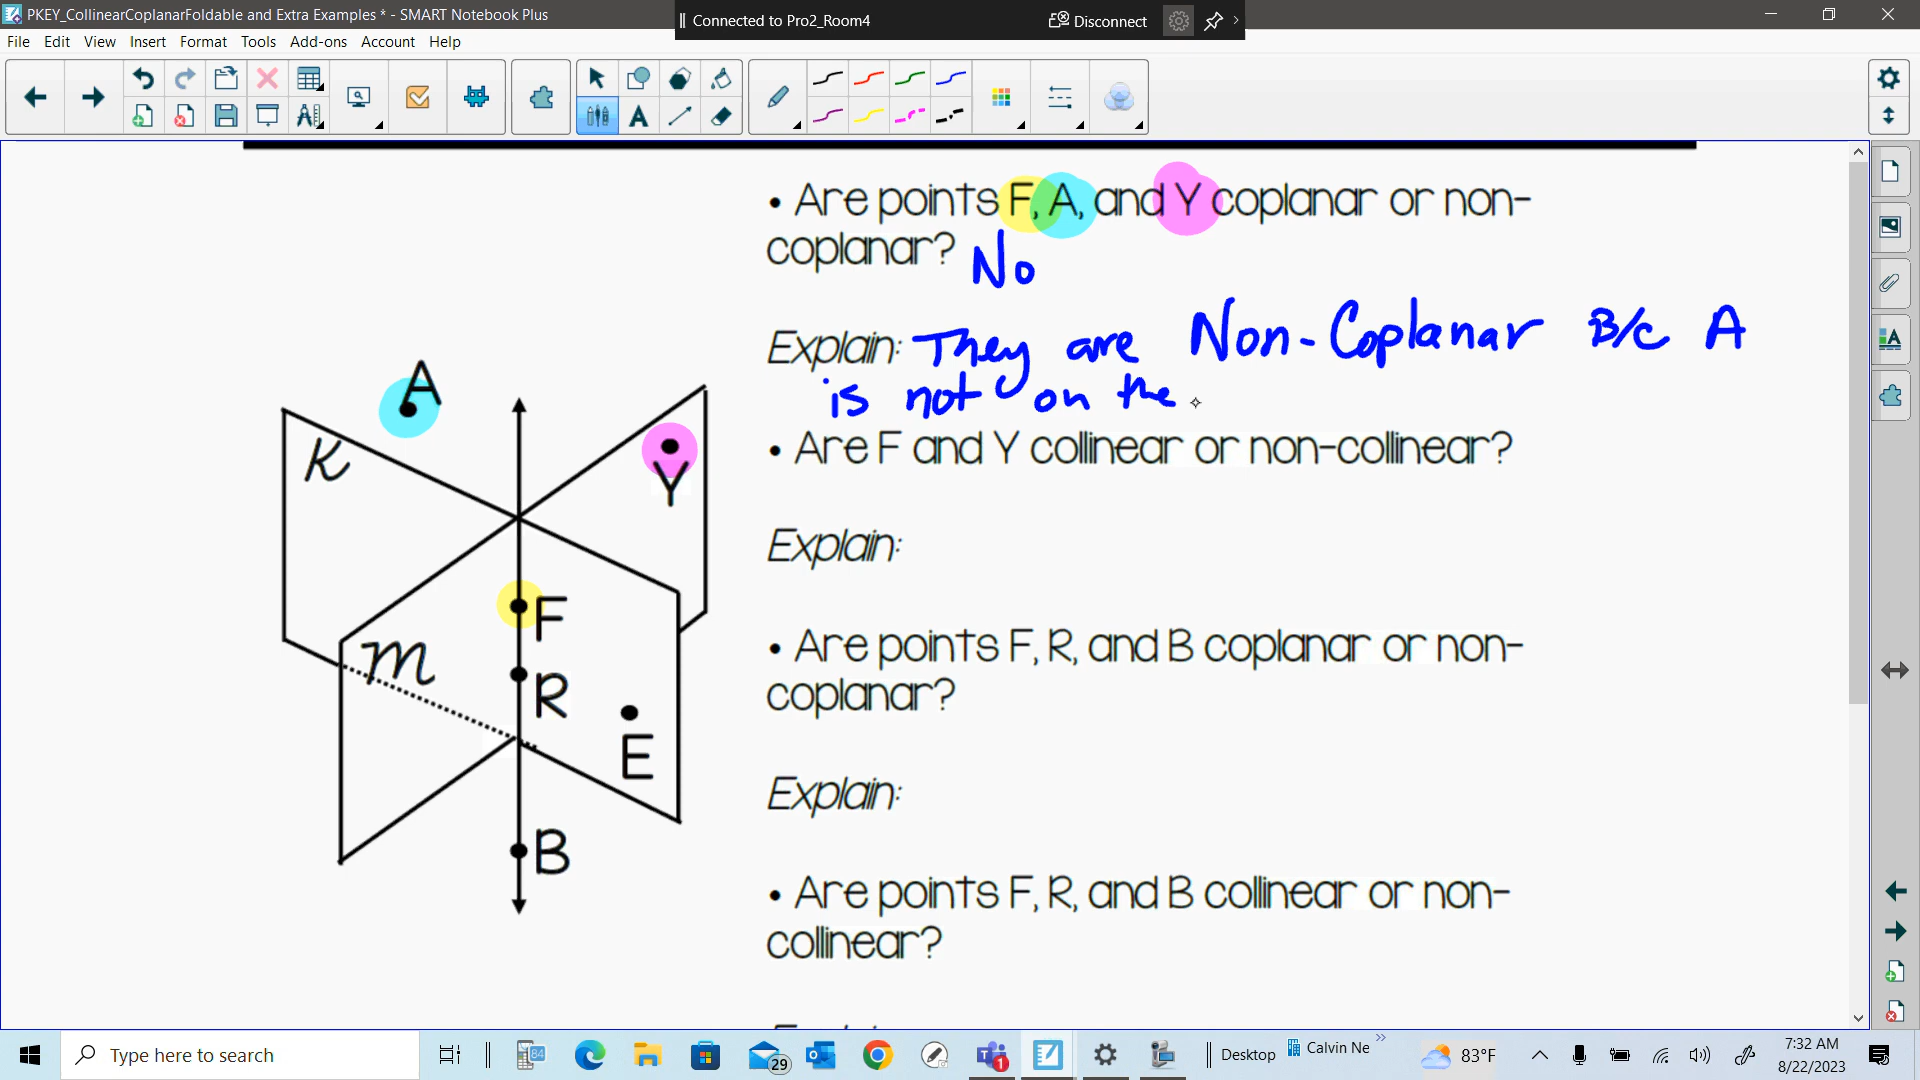 PKEY_CollinearCoplanarFoldable and Extra Examples * - SMART Notebook Plus
Connected to Pro2_Room4
Disconnect
File Edit View Insert Format Tools Add-ons Account Help
• Are points F, A, and Y coplanar or non-
coplanar? No
Explain: They are Non-Coplanar B/c A
is not on the
• Are F and Y collinear or non-collinear?
Explain:
• Are points F, R, and B coplanar or non-
coplanar?
Explain:
• Are points F, R, and B collinear or non-
collinear?
A
K
Y
F
m
R
E
B
Type here to search
84
29
1
Desktop
Calvin Ne
83°F
7:32 AM
8/22/2023